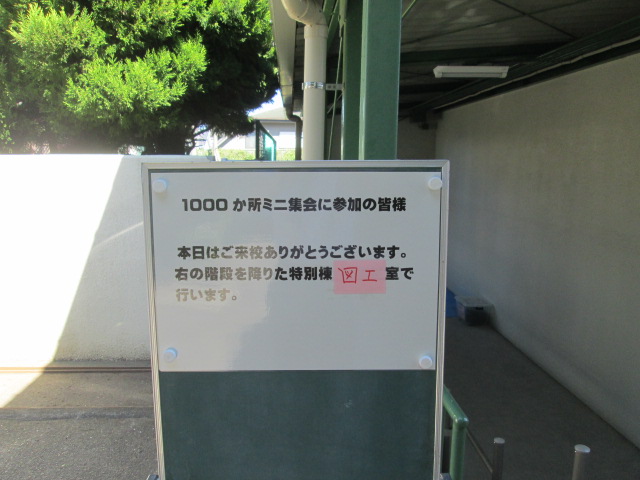 1000か所ミニ集会に参加の皆様
本日はご来校ありがとうございます。
右の階段を降りた特別棟図工室で
行います。